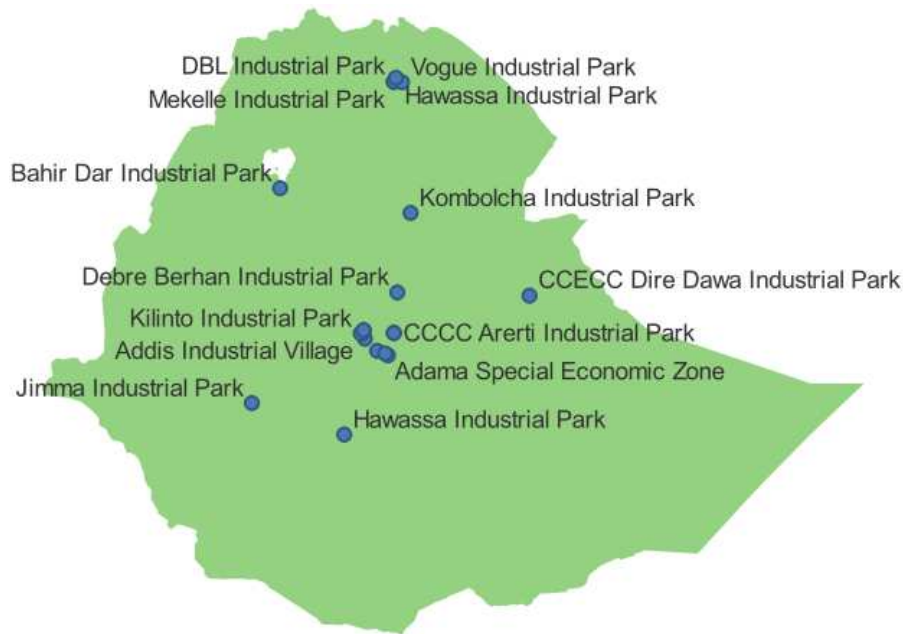 DBL Industrial Park
Vogue Industrial Park
Mekelle Industrial Park
Hawassa Industrial Park
Bahir Dar Industrial Park
Kombolcha Industrial Park
Debre Berhan Industrial Park
CCECC Dire Dawa Industrial Park
Kilinto Industrial Park
CCCC Arerti Industrial Park
Addis Industrial Village
Adama Special Economic Zone
Jimma Industrial Park
Hawassa Industrial Park